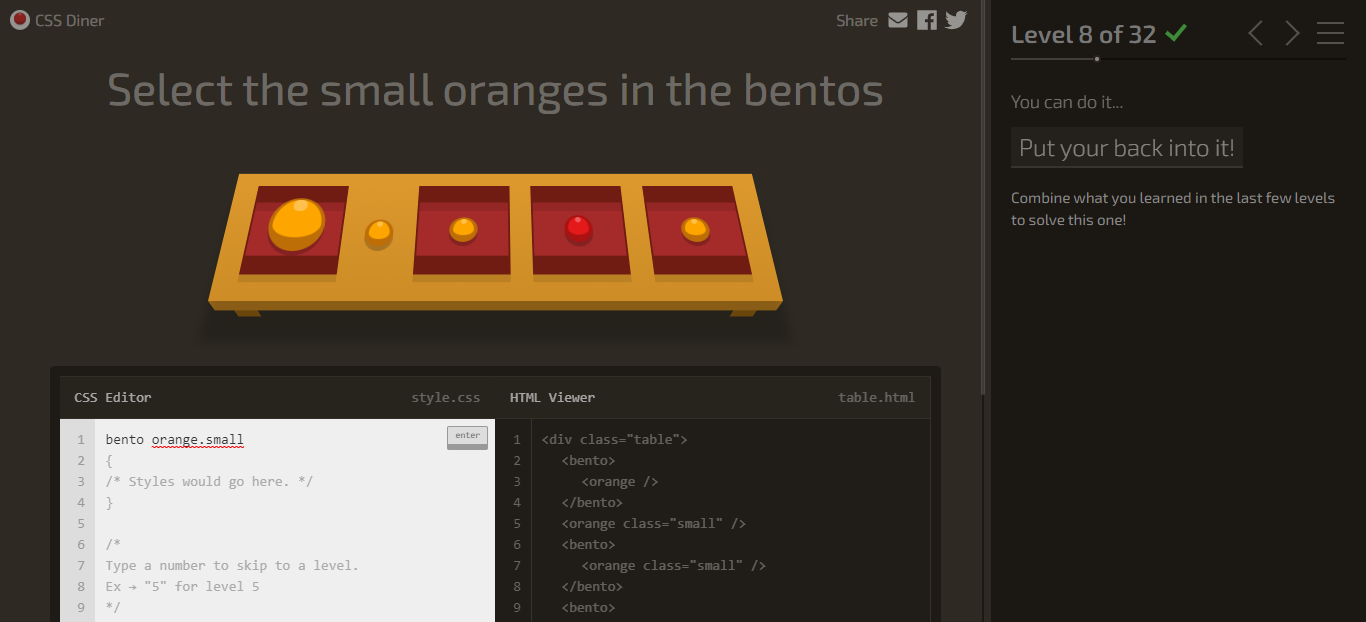 CSS Diner
Share
Select the small oranges in the bentos
CSS Editor
style.css
1 bento orange.small
enter
2 {
3 /* Styles would go here. */
4 }
5
6 /*
7 Type a number to skip to a level.
8 Ex → "5" for level 5
9 */
HTML Viewer
table.html
1 <div class="table">
2 <bento>
3 <orange />
4 </bento>
5 <orange class="small" />
6 <bento>
7 <orange class="small" />
8 </bento>
9 <bento>
Level 8 of 32
You can do it...
Put your back into it!
Combine what you learned in the last few levels
to solve this one!